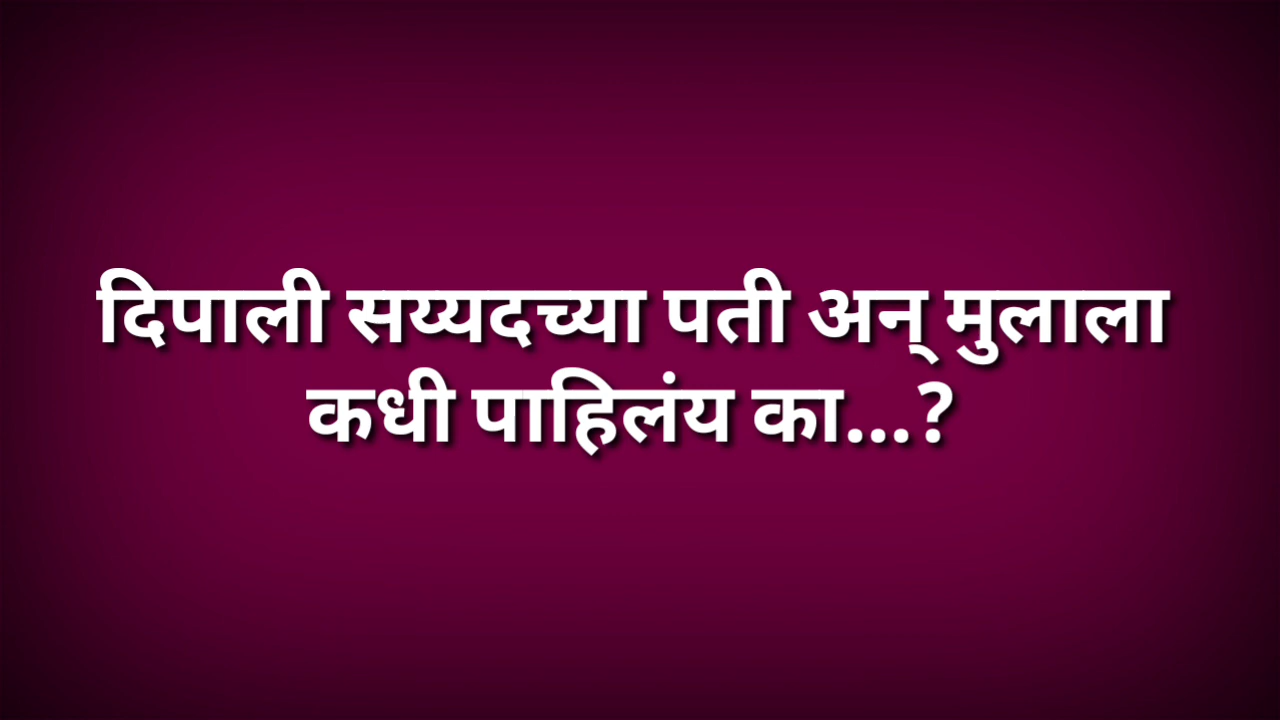 दिपाली सय्यदच्या पती अन् मुलाला
कधी पाहिलंय का...?